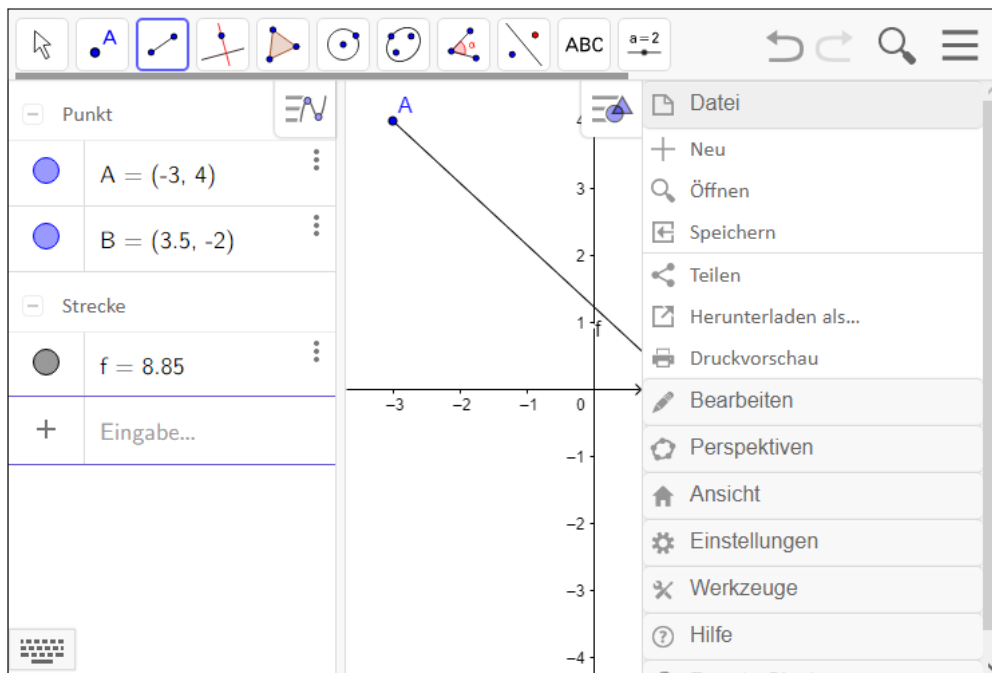 A
α
ABC
a=2
Punkt
A = (-3, 4)
B = (3.5, -2)
Strecke
f = 8.85
+ Eingabe...
A
4
3
2
1
f
–3 –2 –1 0
–1
–2
–3
–4
Datei
Neu
Öffnen
Speichern
Teilen
Herunterladen als...
Druckvorschau
Bearbeiten
Perspektiven
Ansicht
Einstellungen
Werkzeuge
Hilfe